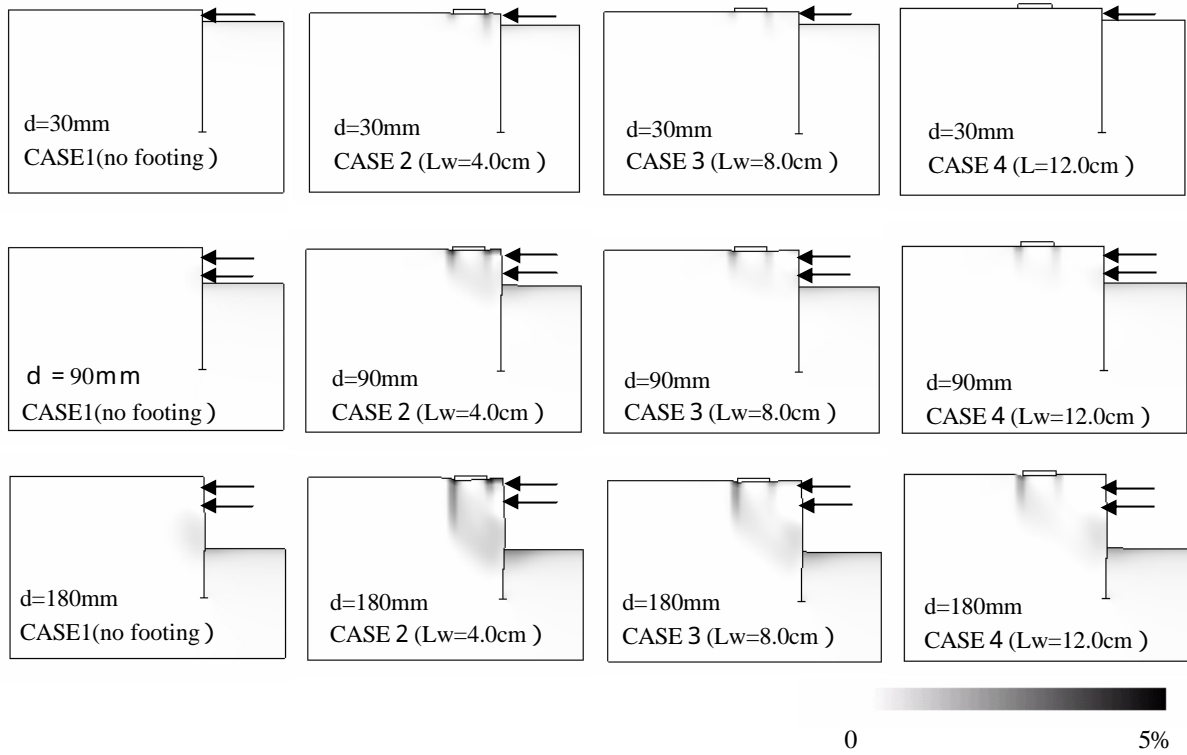 d=30mm
CASE1(no footing）
d=30mm
CASE 2 (Lw=4.0cm）
d=30mm
CASE 3 (Lw=8.0cm）
d=30mm
CASE 4 (L=12.0cm）
d = 90mm
CASE1(no footing）
d=90mm
CASE 2 (Lw=4.0cm）
d=90mm
CASE 3 (Lw=8.0cm）
d=90mm
CASE 4 (Lw=12.0cm）
d=180mm
CASE1(no footing）
d=180mm
CASE 2 (Lw=4.0cm）
d=180mm
CASE 3 (Lw=8.0cm）
d=180mm
CASE 4 (Lw=12.0cm）
0 5%